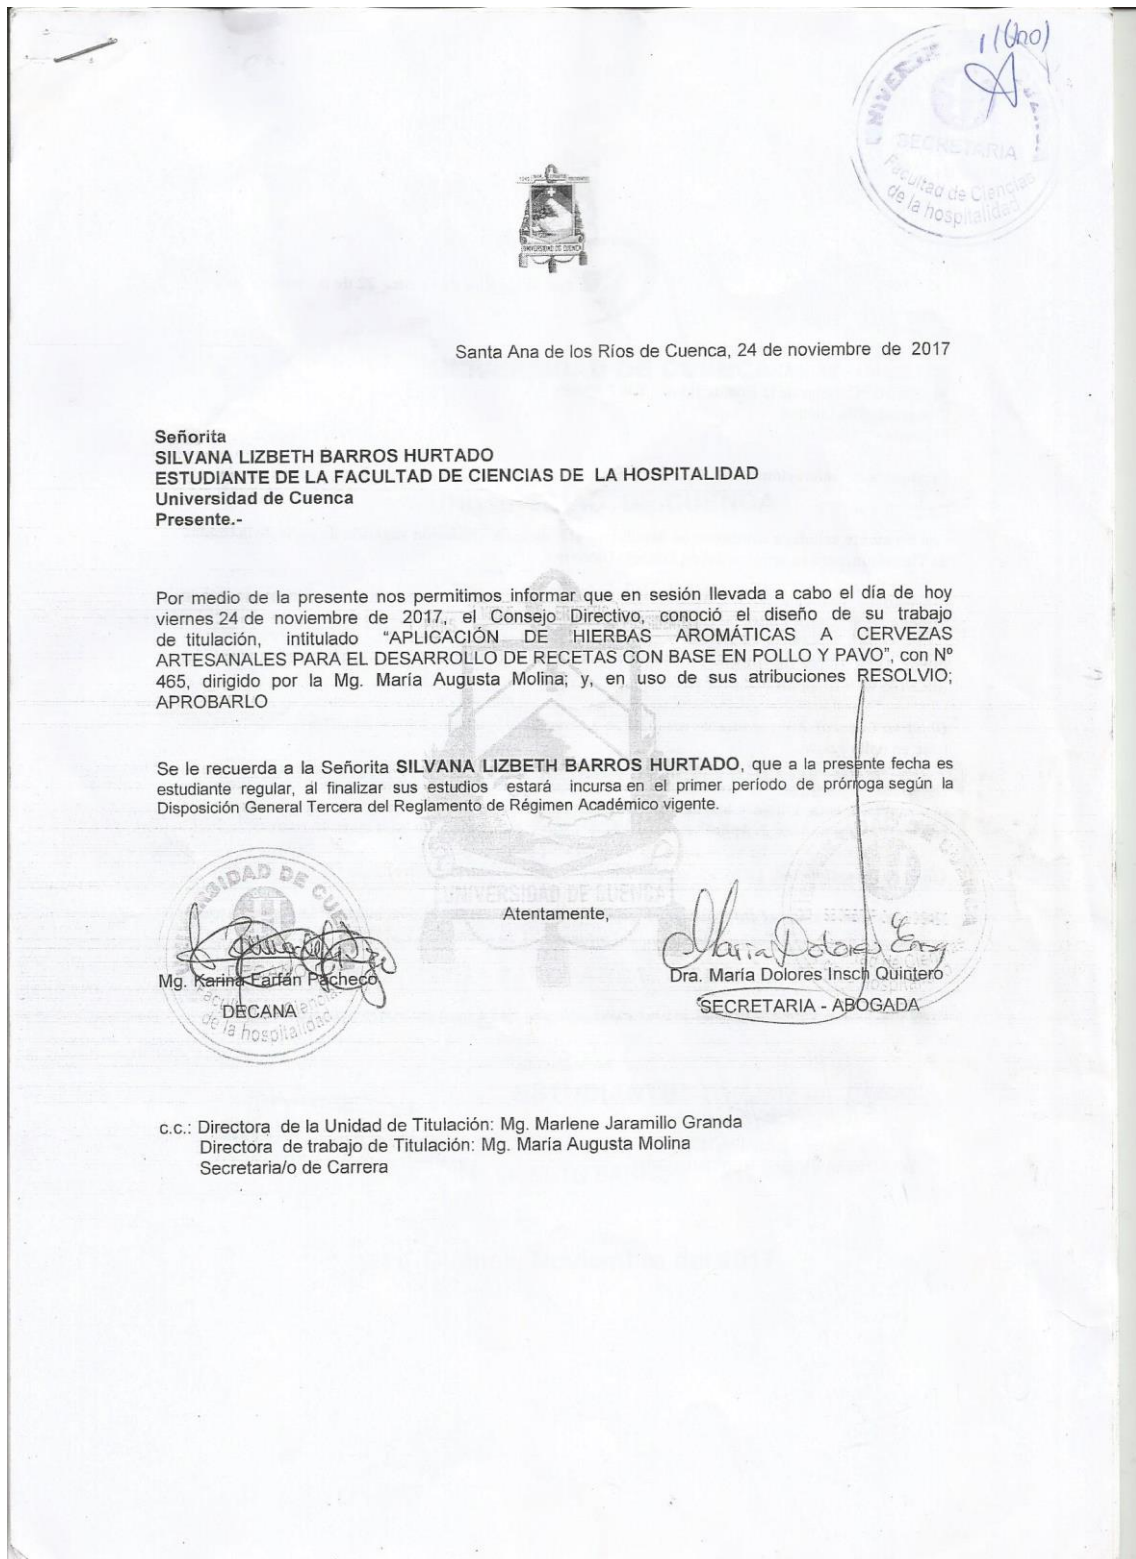 1 (Uno)
SECRETARIA
Facultad de Ciencias
de la hospitalidad
UNIVERSIDAD DE CUENCA
Santa Ana de los Ríos de Cuenca, 24 de noviembre de 2017
Señorita
SILVANA LIZBETH BARROS HURTADO
ESTUDIANTE DE LA FACULTAD DE CIENCIAS DE LA HOSPITALIDAD
Universidad de Cuenca
Presente.-
Por medio de la presente nos permitimos informar que en sesión llevada a cabo el día de hoy
viernes 24 de noviembre de 2017, el Consejo Directivo, conoció el diseño de su trabajo
de titulación, intitulado “APLICACIÓN DE HIERBAS AROMÁTICAS A CERVEZAS
ARTESANALES PARA EL DESARROLLO DE RECETAS CON BASE EN POLLO Y PAVO”, con Nº
465, dirigido por la Mg. María Augusta Molina; y, en uso de sus atribuciones RESOLVIO;
APROBARLO
Se le recuerda a la Señorita SILVANA LIZBETH BARROS HURTADO, que a la presente fecha es
estudiante regular, al finalizar sus estudios estará incursa en el primer período de prórroga según la
Disposición General Tercera del Reglamento de Régimen Académico vigente.
UNIVERSIDAD DE CUENCA
Atentamente,
Mg. Karina Farfán Pacheco
DECANA
de la hospitalidad
Dra. María Dolores Insch Quintero
SECRETARIA - ABOGADA
c.c.: Directora de la Unidad de Titulación: Mg. Marlene Jaramillo Granda
Directora de trabajo de Titulación: Mg. María Augusta Molina
Secretaria/o de Carrera